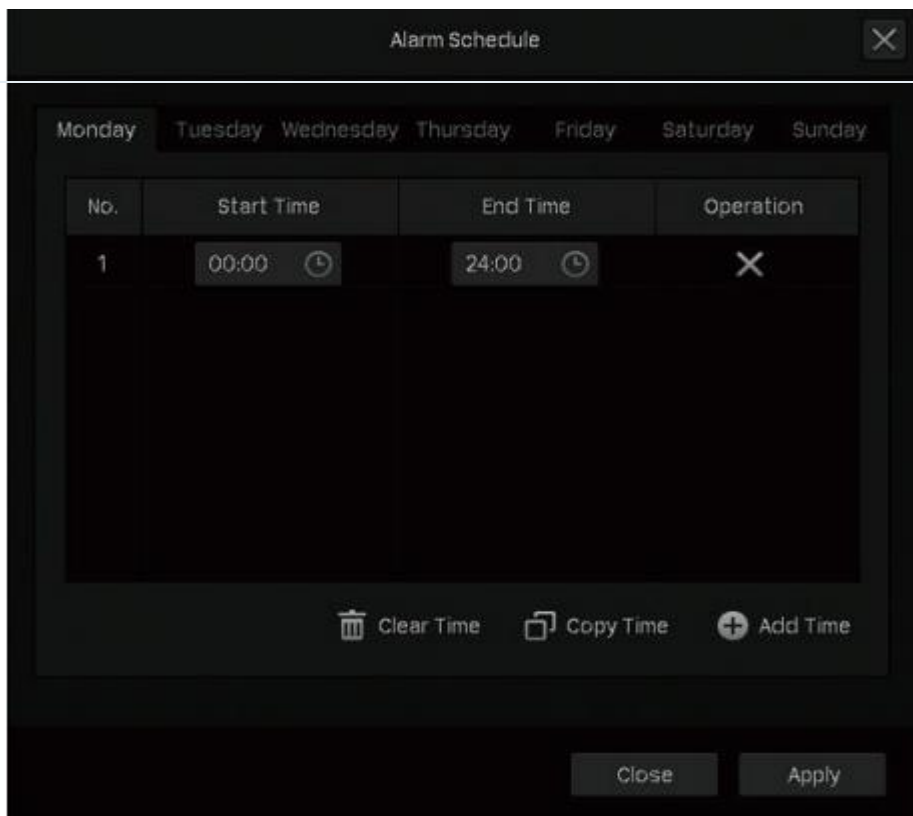 Alarm Schedule
Monday Tuesday Wednesday Thursday Friday Saturday Sunday
No. Start Time End Time Operation
1 00:00 24:00
Clear Time Copy Time Add Time
Close Apply